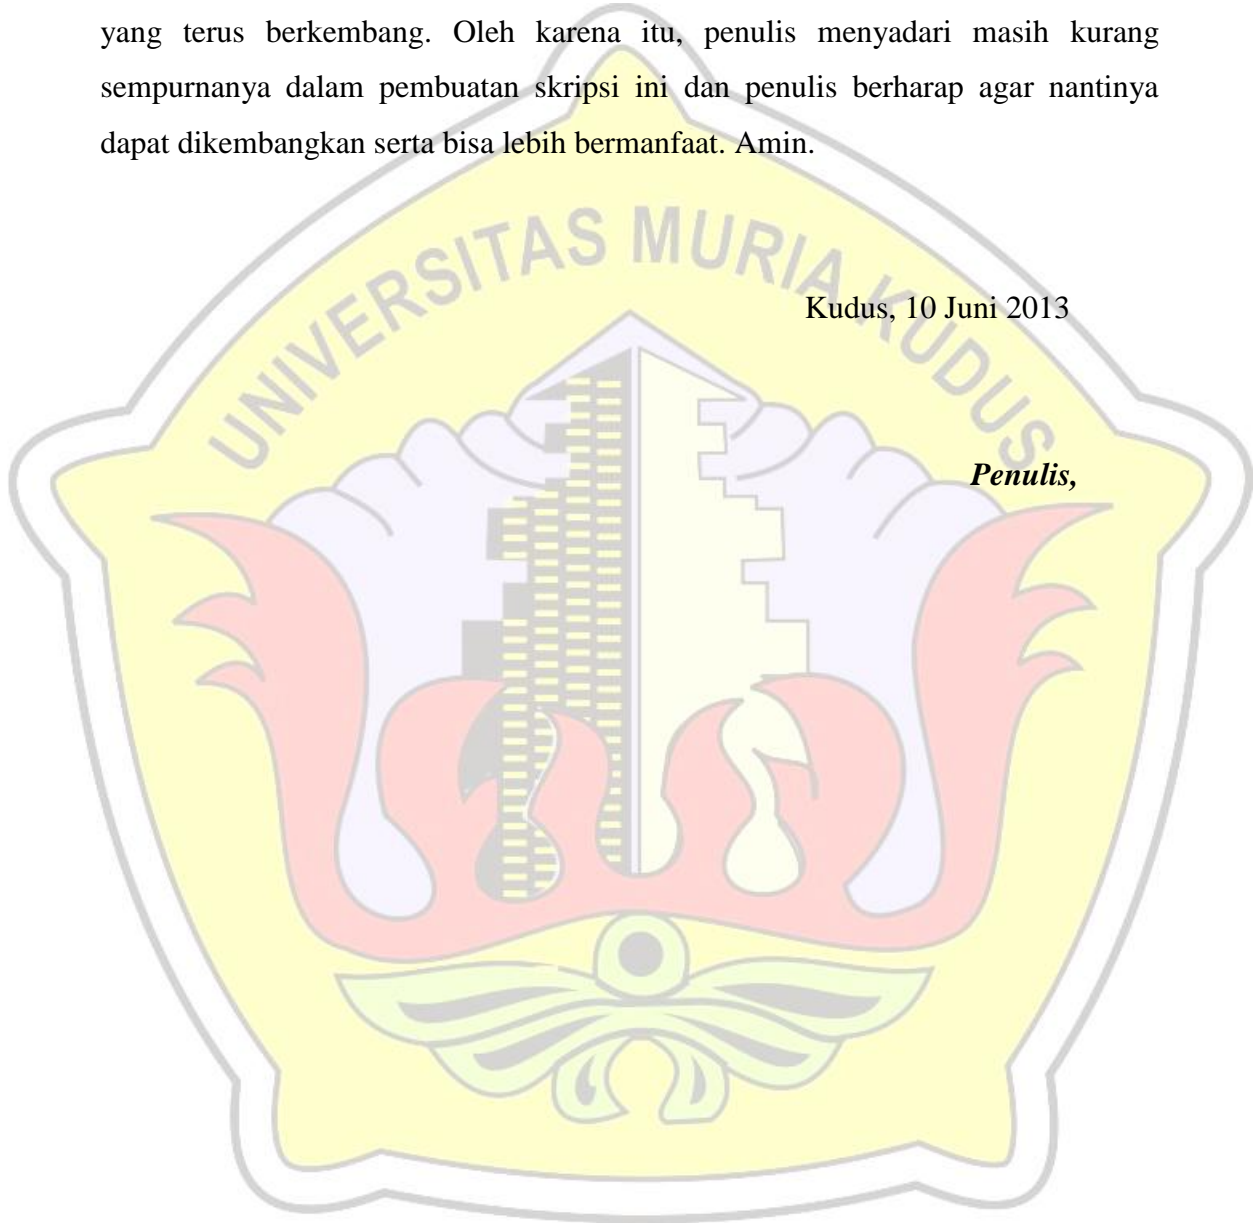 yang terus berkembang. Oleh karena itu, penulis menyadari masih kurang
sempurnanya dalam pembuatan skripsi ini dan penulis berharap agar nantinya
dapat dikembangkan serta bisa lebih bermanfaat. Amin.
UNIVERSITAS MURIA KUDUS
Kudus, 10 Juni 2013
Penulis,